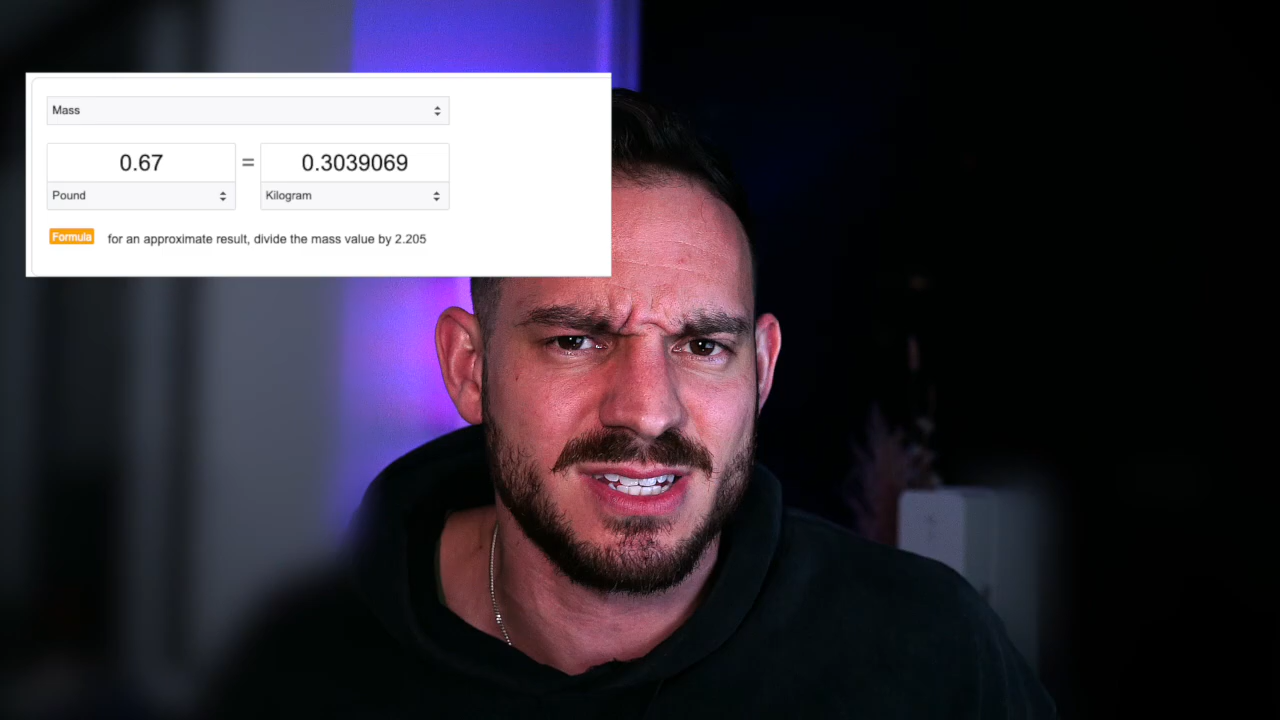 Mass
0.67 = 0.3039069
Pound Kilogram
Formula for an approximate result, divide the mass value by 2.205